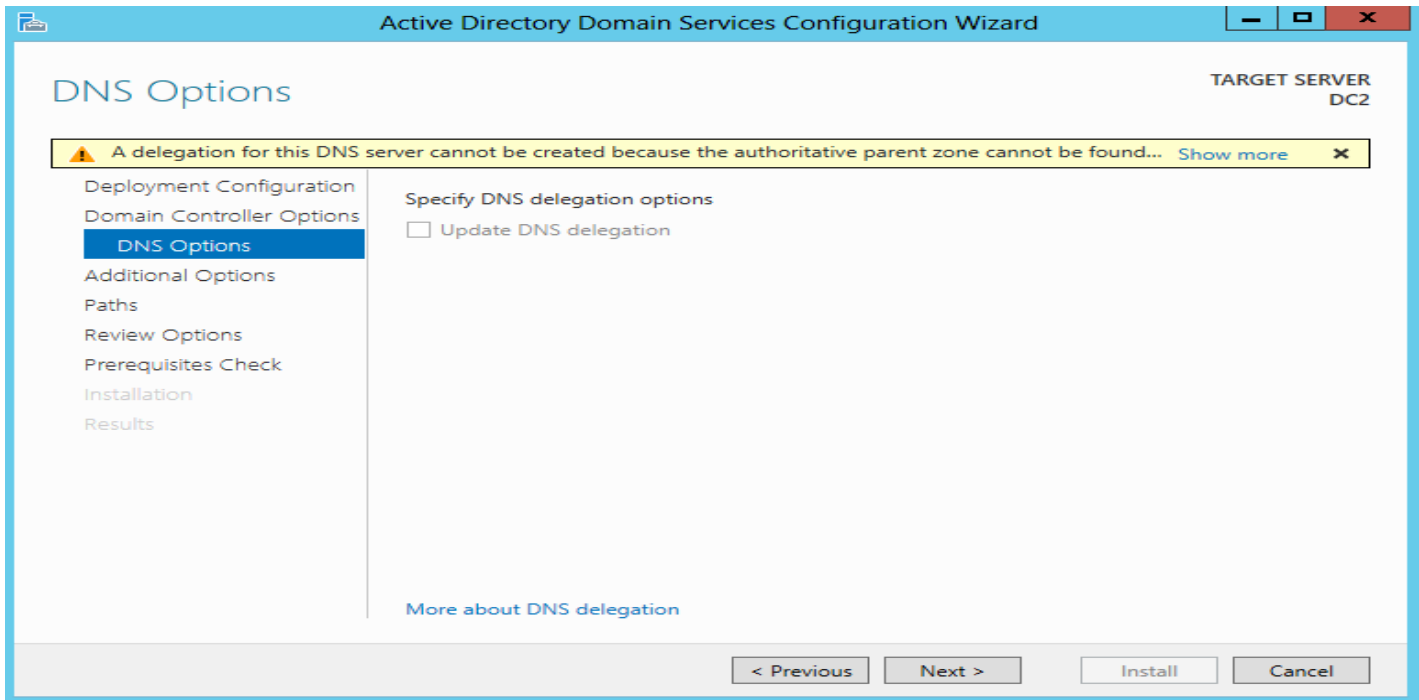 Active Directory Domain Services Configuration Wizard
DNS Options
TARGET SERVER
DC2
A delegation for this DNS server cannot be created because the authoritative parent zone cannot be found... Show more
Deployment Configuration
Domain Controller Options
DNS Options
Additional Options
Paths
Review Options
Prerequisites Check
Installation
Results
Specify DNS delegation options
Update DNS delegation
More about DNS delegation
< Previous Next > Install Cancel